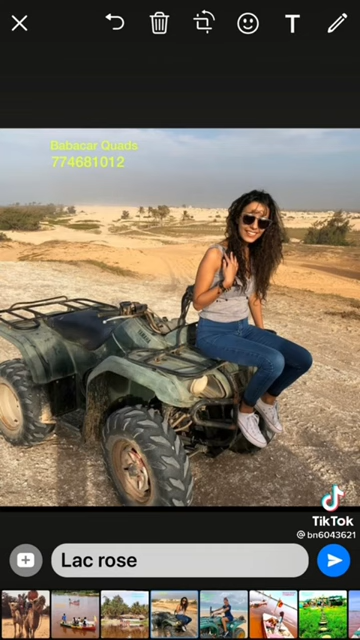 T
Babacar Quads
774681012
TikTok
@bn6043621
Lac rose